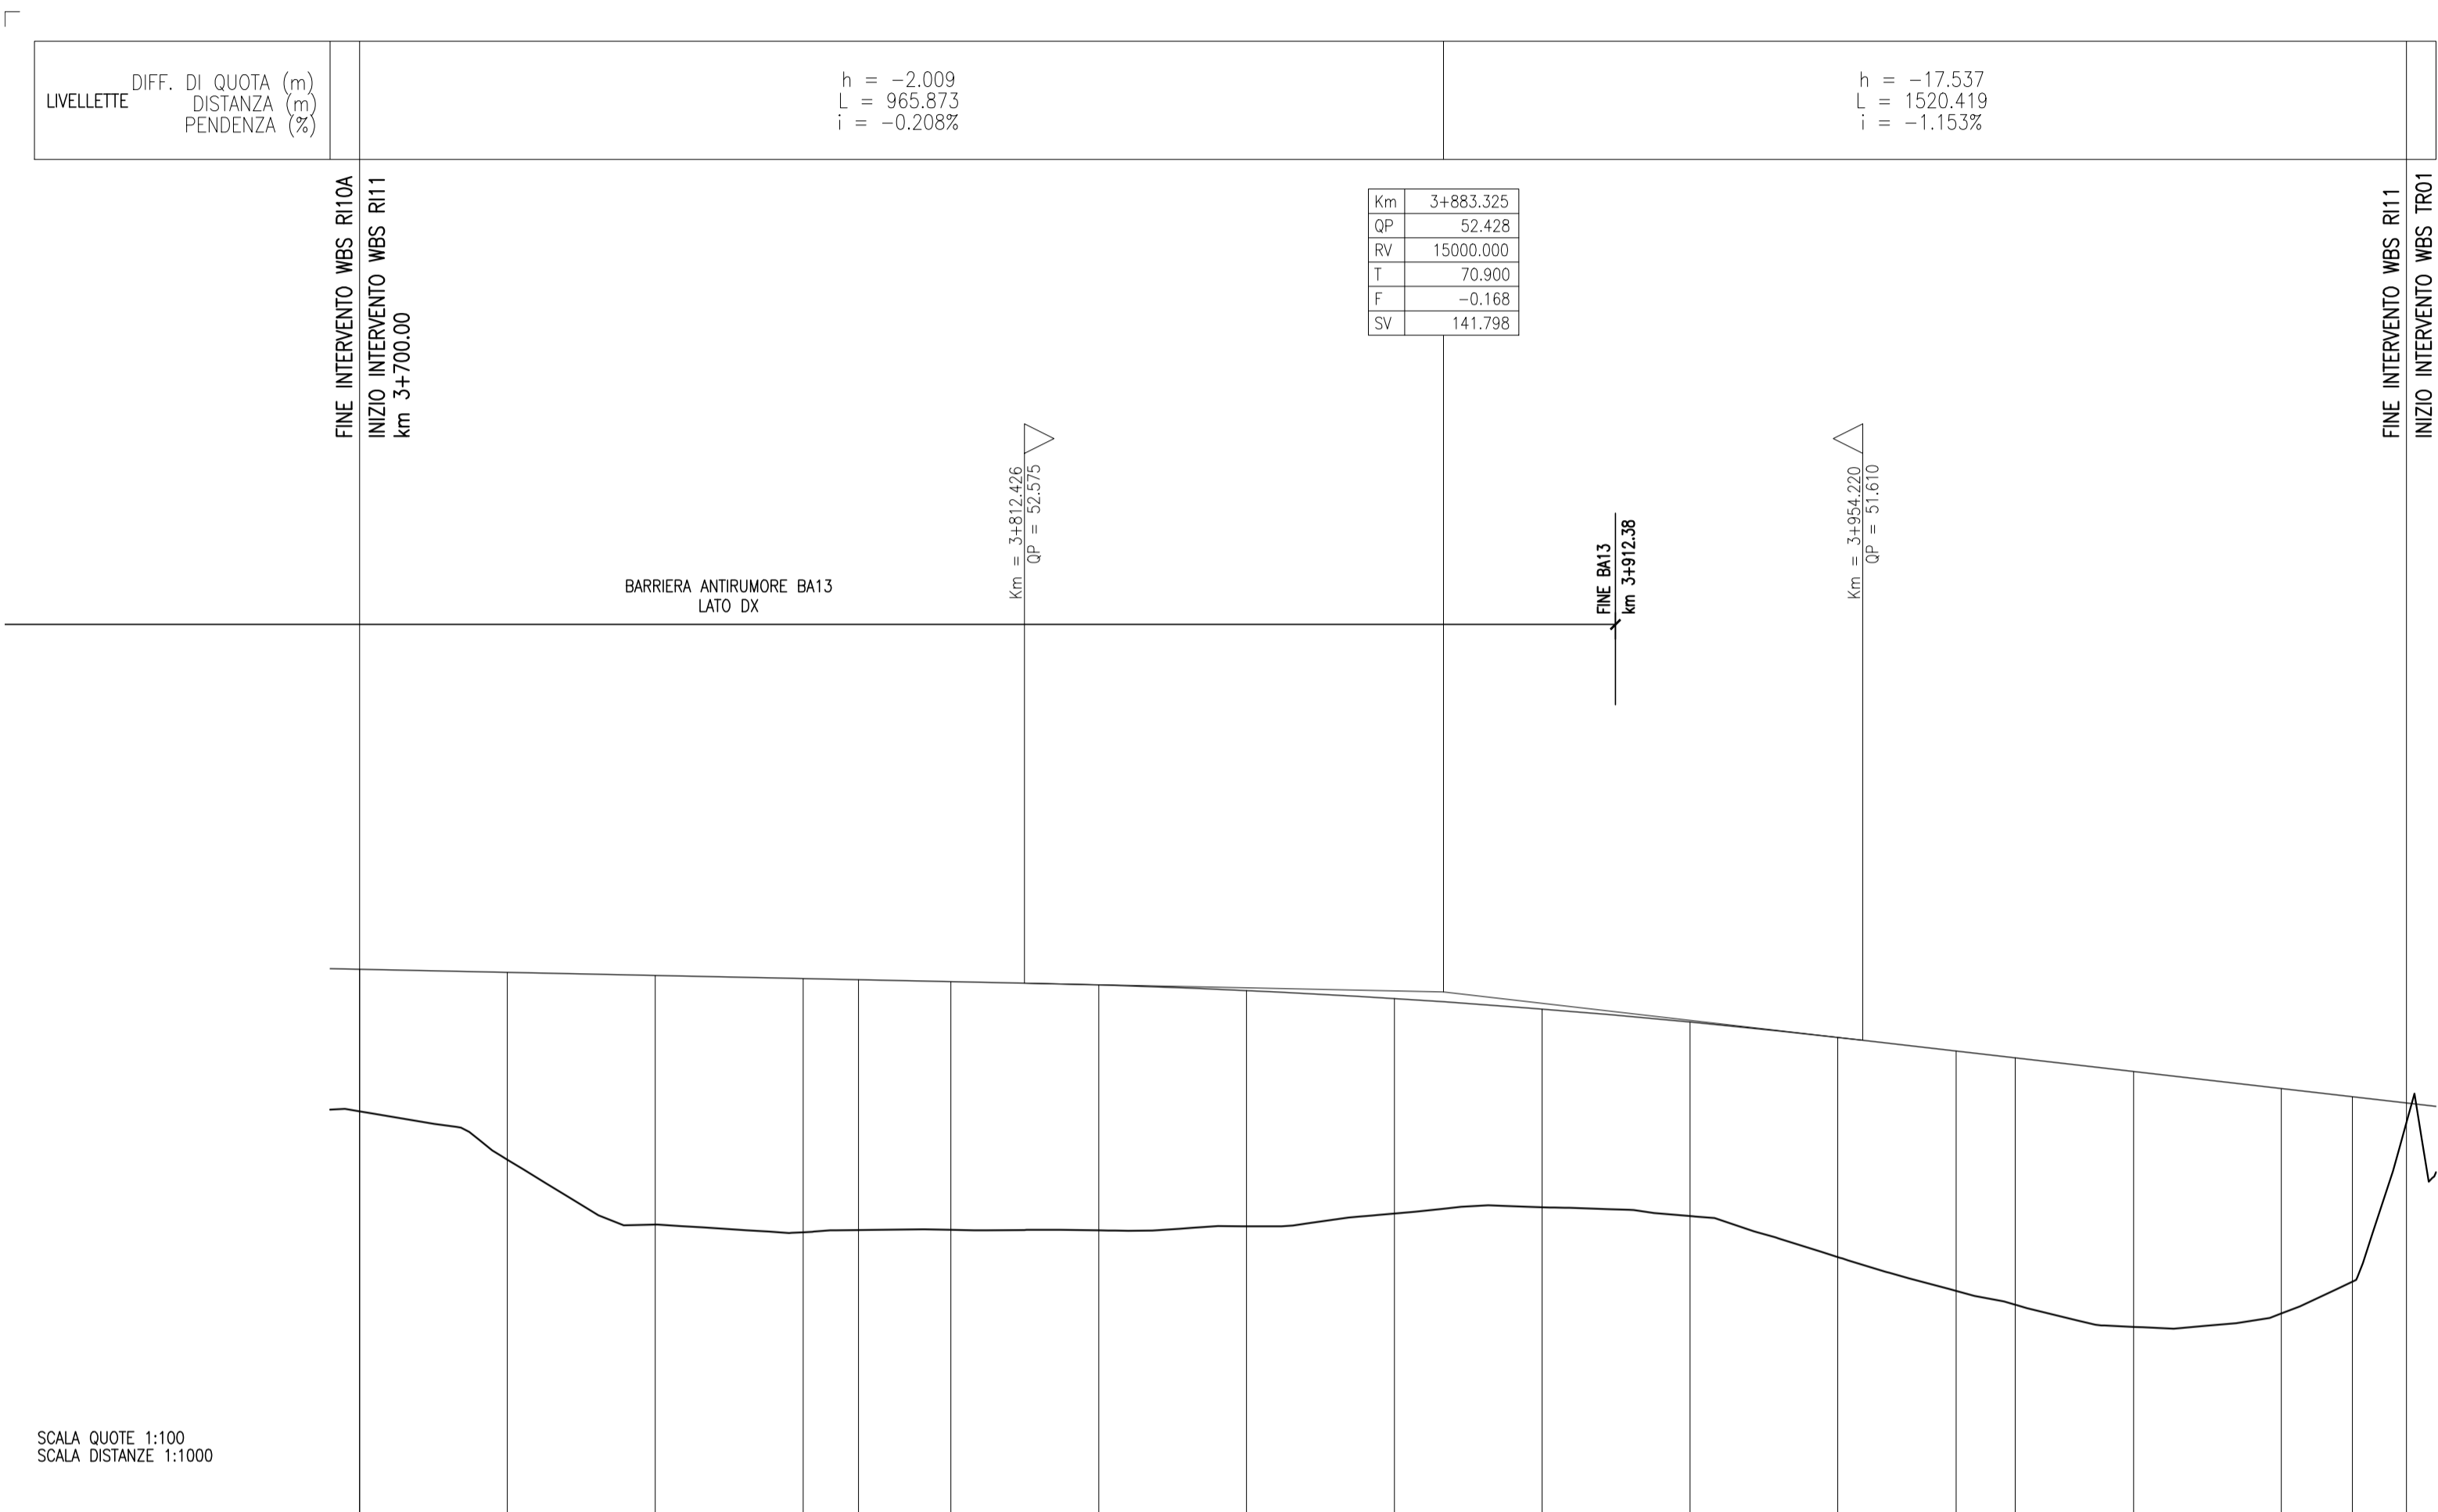 LIVELLETTE
DIFF. DI QUOTA (m)
DISTANZA (m)
PENDENZA (%)
h = -2.009
L = 965.873
i = -0.208%
h = -17.537
L = 1520.419
i = -1.153%
FINE INTERVENTO WBS RI10A
INIZIO INTERVENTO WBS RI11
km 3+700.00
Km 3+883.325
QP 52.428
RV 15000.000
T 70.900
F -0.168
SV 141.798
FINE INTERVENTO WBS RI11
INIZIO INTERVENTO WBS TR01
Km = 3+812.426
QP = 52.575
Km = 3+954.220
QP = 51.610
BARRIERA ANTIRUMORE BA13
LATO DX
FINE BA13
km 3+912.38
SCALA QUOTE 1:100
SCALA DISTANZE 1:1000